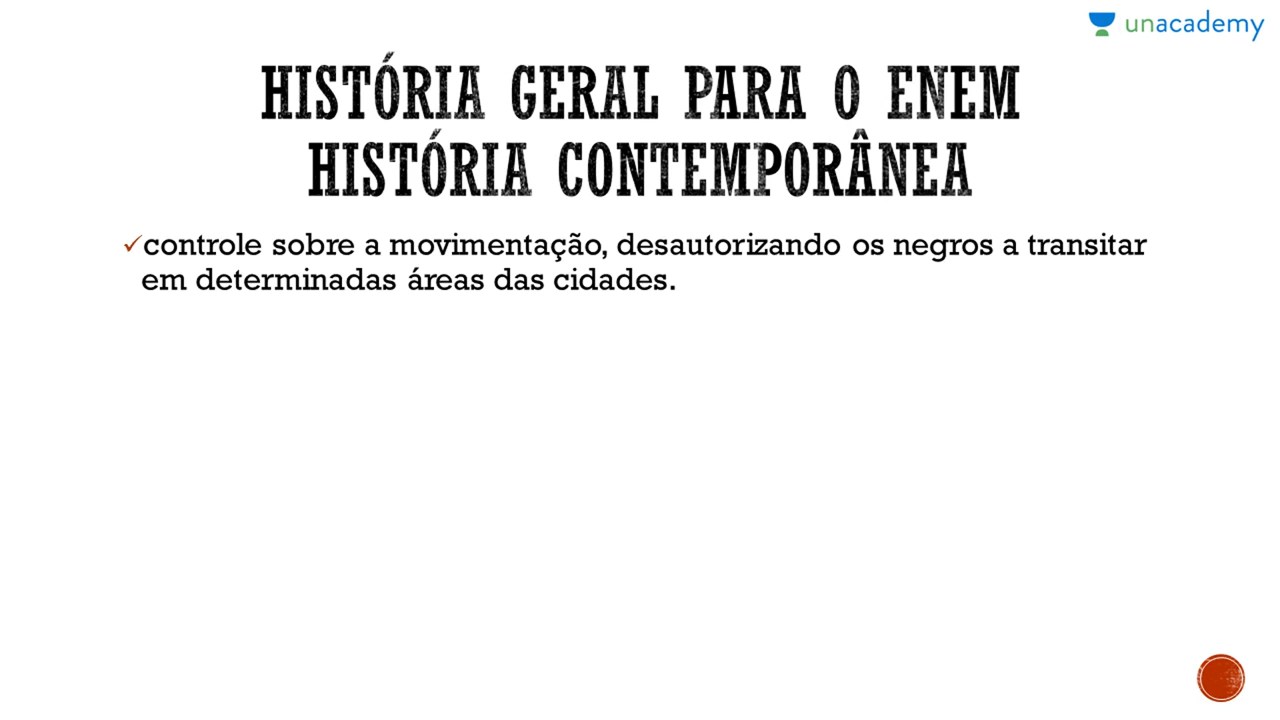 unacademy
HISTÓRIA GERAL PARA O ENEM
HISTÓRIA CONTEMPORÂNEA
✓controle sobre a movimentação, desautorizando os negros a transitar
em determinadas áreas das cidades.